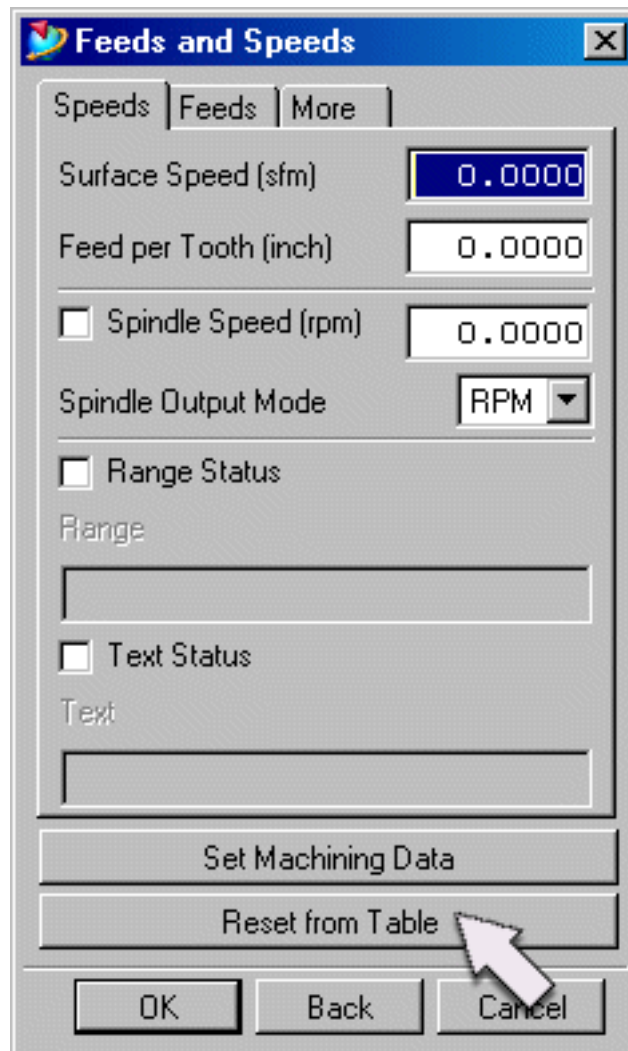 Feeds and Speeds
Speeds Feeds More
Surface Speed (sfm) 0.0000
Feed per Tooth (inch) 0.0000
Spindle Speed (rpm) 0.0000
Spindle Output Mode RPM
Range Status
Range
Text Status
Text
Set Machining Data
Reset from Table
OK Back Cancel